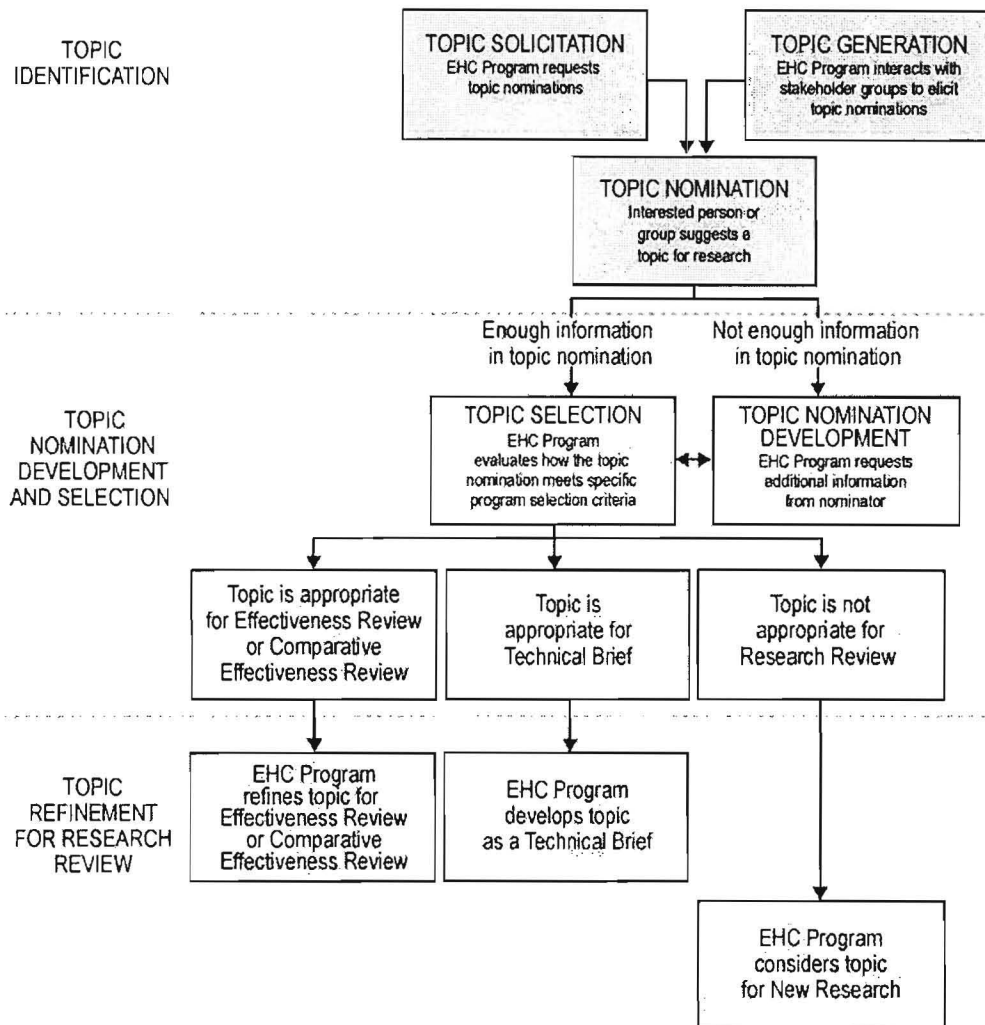 TOPIC
IDENTIFICATION
TOPIC SOLICITATION
EHC Program requests
topic nominations
TOPIC GENERATION
EHC Program interacts with
stakeholder groups to elicit
topic nominations
TOPIC NOMINATION
Interested person or
group suggests a
topic for research
Enough information
in topic nomination
Not enough information
in topic nomination
TOPIC
NOMINATION
DEVELOPMENT
AND SELECTION
TOPIC SELECTION
EHC Program
evaluates how the topic
nomination meets specific
program selection criteria
TOPIC NOMINATION
DEVELOPMENT
EHC Program requests
additional information
from nominator
Topic is appropriate
for Effectiveness Review
or Comparative
Effectiveness Review
Topic is
appropriate for
Technical Brief
Topic is not
appropriate for
Research Review
TOPIC
REFINEMENT
FOR RESEARCH
REVIEW
EHC Program
refines topic for
Effectiveness Review
or Comparative
Effectiveness Review
EHC Program
develops topic
as a Technical Brief
EHC Program
considers topic
for New Research